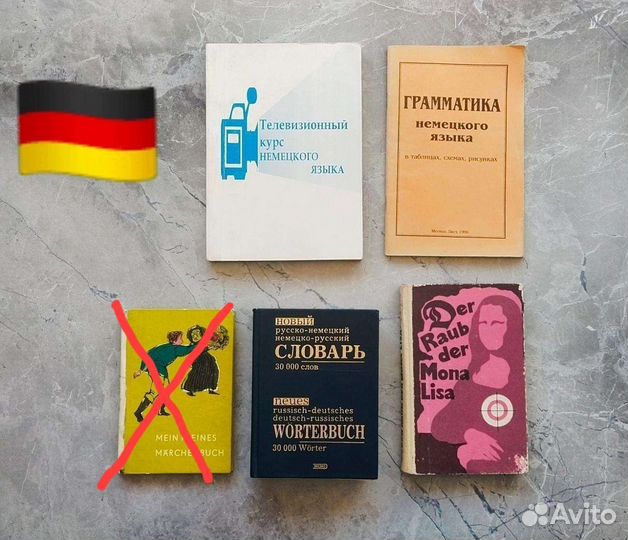 Телевизионный
курс
НЕМЕЦКОГО
ЯЗЫКА
ГРАММАТИКА
НЕМЕЦКОГО
ЯЗЫКА
в таблицах, схемах, рисунках
MEIN KLEINES
MÄRCHENBUCH
новый
русско-немецкий
немецко-русский
СЛОВАРЬ
30 000 слов
neues
russisch-deutsches
deutsch-russisches
WÖRTERBUCH
30 000 Wörter
Der
Raub
der
Mona
Lisa
Avito